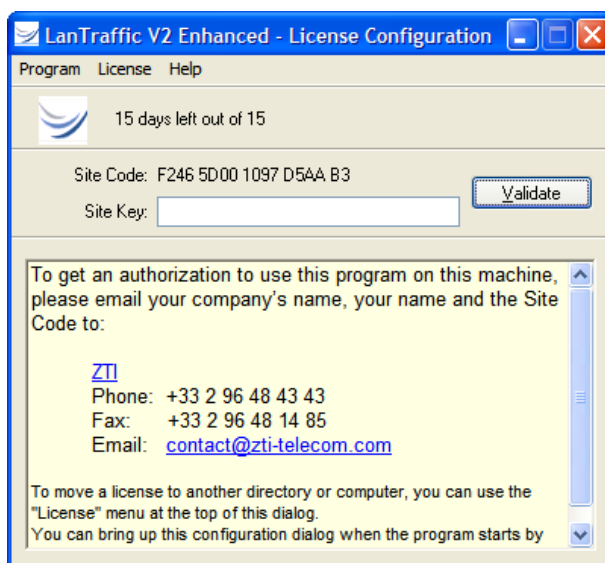 LanTraffic V2 Enhanced - License Configuration
Program License Help
15 days left out of 15
Site Code: F246 5D00 1097 D5AA B3
Validate
Site Key:
To get an authorization to use this program on this machine,
please email your company's name, your name and the Site
Code to:
ZTI
Phone: +33 2 96 48 43 43
Fax: +33 2 96 48 14 85
Email: contact@zti-telecom.com
To move a license to another directory or computer, you can use the
"License" menu at the top of this dialog.
You can bring up this configuration dialog when the program starts by